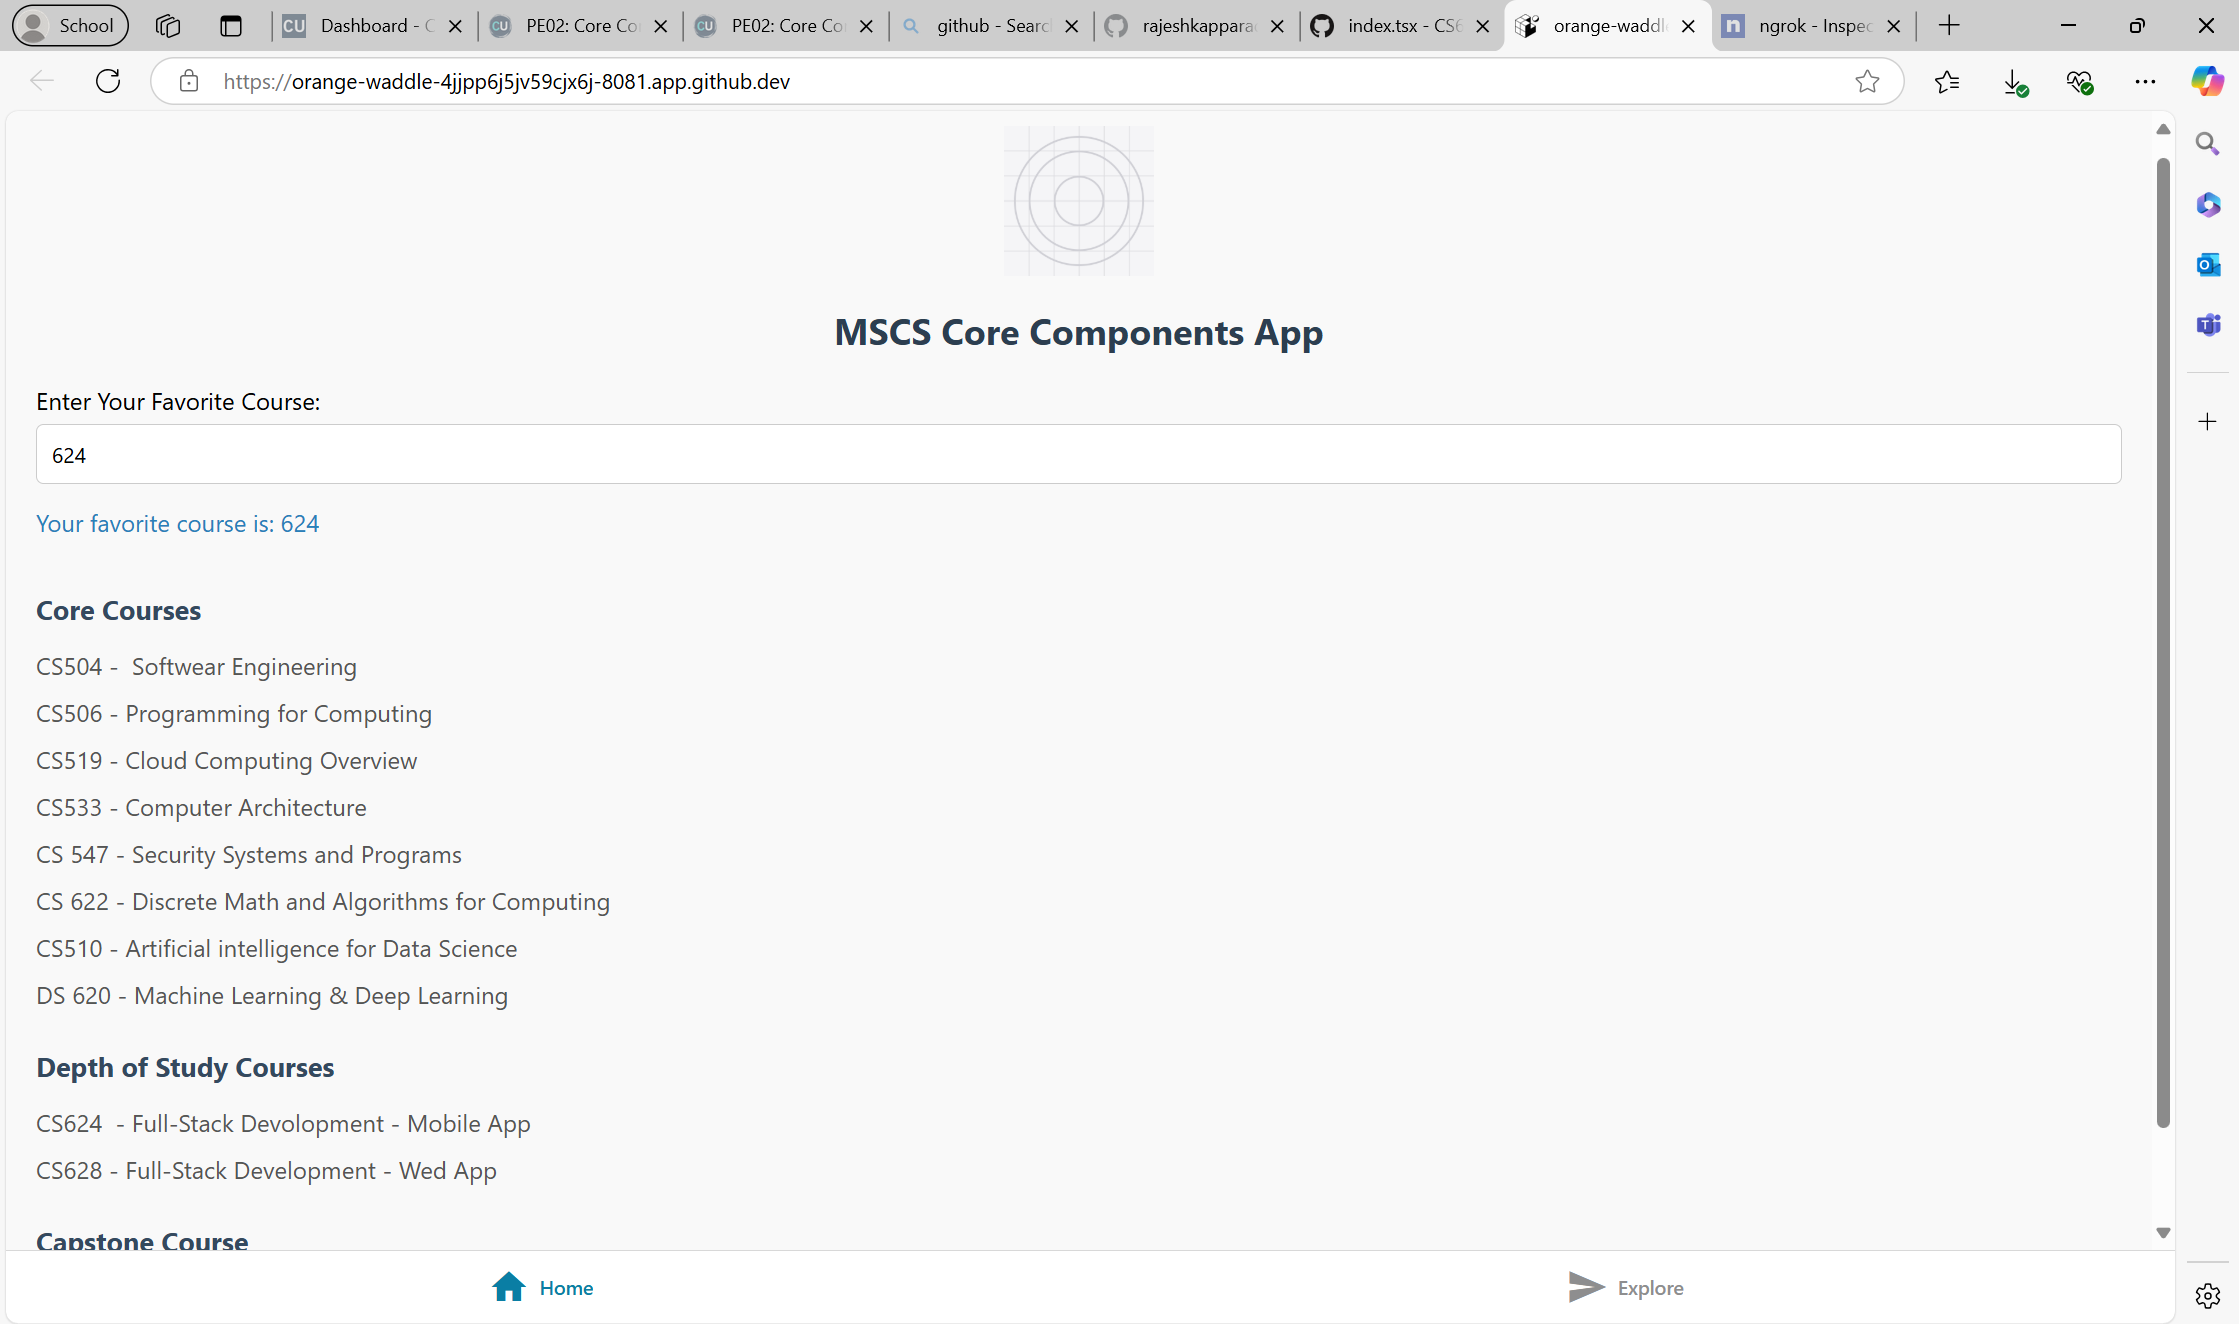 School
CU Dashboard - C
CU PE02: Core Co
CU PE02: Core Co
github - Searc
rajeshkappara
index.tsx - CS6
orange-waddl
n ngrok - Inspec
https://orange-waddle-4jjpp6j5jv59cjx6j-8081.app.github.dev
MSCS Core Components App
Enter Your Favorite Course:
624
Your favorite course is: 624
Core Courses
CS504 -  Softwear Engineering
CS506 - Programming for Computing
CS519 - Cloud Computing Overview
CS533 - Computer Architecture
CS 547 - Security Systems and Programs
CS 622 - Discrete Math and Algorithms for Computing
CS510 - Artificial intelligence for Data Science
DS 620 - Machine Learning & Deep Learning
Depth of Study Courses
CS624  - Full-Stack Devolopment - Mobile App
CS628 - Full-Stack Development - Wed App
Capstone Course
Home
Explore